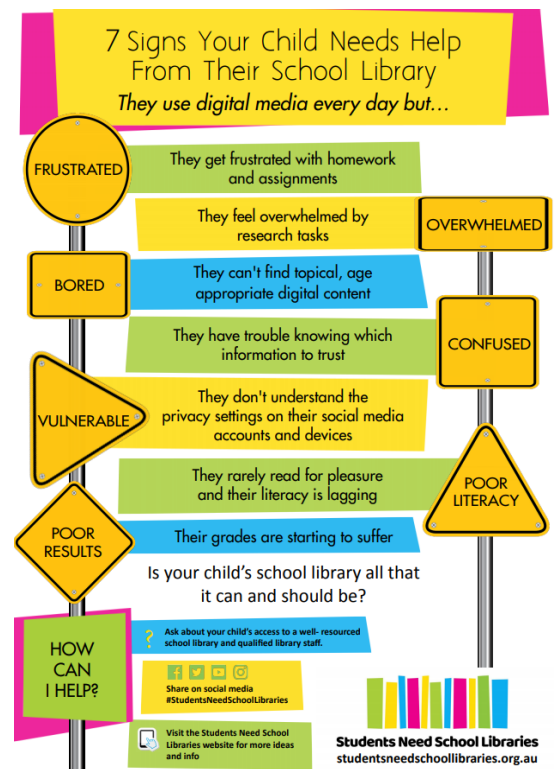 7 Signs Your Child Needs Help
From Their School Library
They use digital media every day but...
FRUSTRATED
They get frustrated with homework
and assignments
They feel overwhelmed by
research tasks
OVERWHELMED
BORED
They can't find topical, age
appropriate digital content
They have trouble knowing which
information to trust
CONFUSED
VULNERABLE
They don't understand the
privacy settings on their social media
accounts and devices
They rarely read for pleasure
and their literacy is lagging
POOR
LITERACY
POOR
RESULTS
Their grades are starting to suffer
Is your child's school library all that
it can and should be?
HOW
CAN
I HELP?
?
Ask about your child's access to a well- resourced
school library and qualified library staff.
Share on social media
#StudentsNeedSchoolLibraries
Visit the Students Need School
Libraries website for more ideas
and info
Students Need School Libraries
studentsneedschoollibraries.org.au